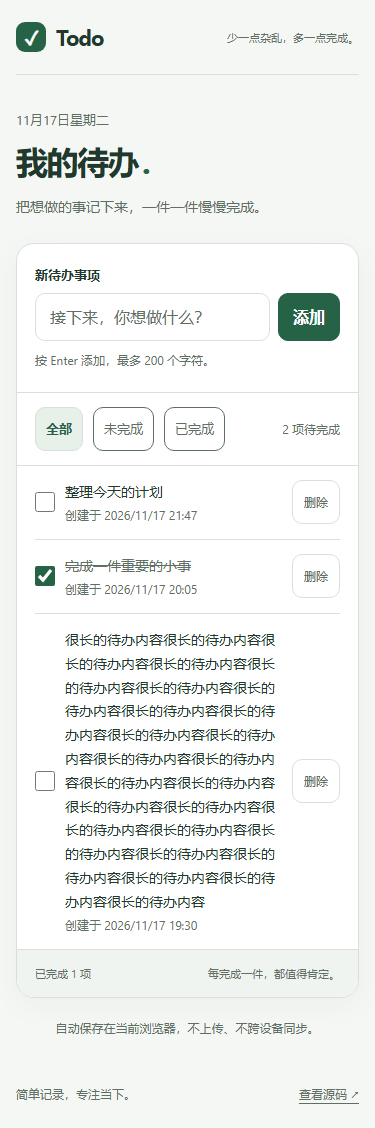 Todo
少一点杂乱，多一点完成。
11月17日星期二
我的待办.
把想做的事记下来，一件一件慢慢完成。
新待办事项
接下来，你想做什么？
添加
按 Enter 添加，最多 200 个字符。
全部
未完成
已完成
2 项待完成
整理今天的计划
创建于 2026/11/17 21:47
删除
完成一件重要的小事
创建于 2026/11/17 20:05
删除
很长的待办内容很长的待办内容很
长的待办内容很长的待办内容很长
的待办内容很长的待办内容很长的
待办内容很长的待办内容很长的待
办内容很长的待办内容很长的待办
内容很长的待办内容很长的待办内
容很长的待办内容很长的待办内容
很长的待办内容很长的待办内容很
长的待办内容很长的待办内容很长
的待办内容很长的待办内容很长的
待办内容很长的待办内容很长的待
办内容很长的待办内容
创建于 2026/11/17 19:30
删除
已完成 1 项
每完成一件，都值得肯定。
自动保存在当前浏览器，不上传、不跨设备同步。
简单记录，专注当下。
查看源码 ↗